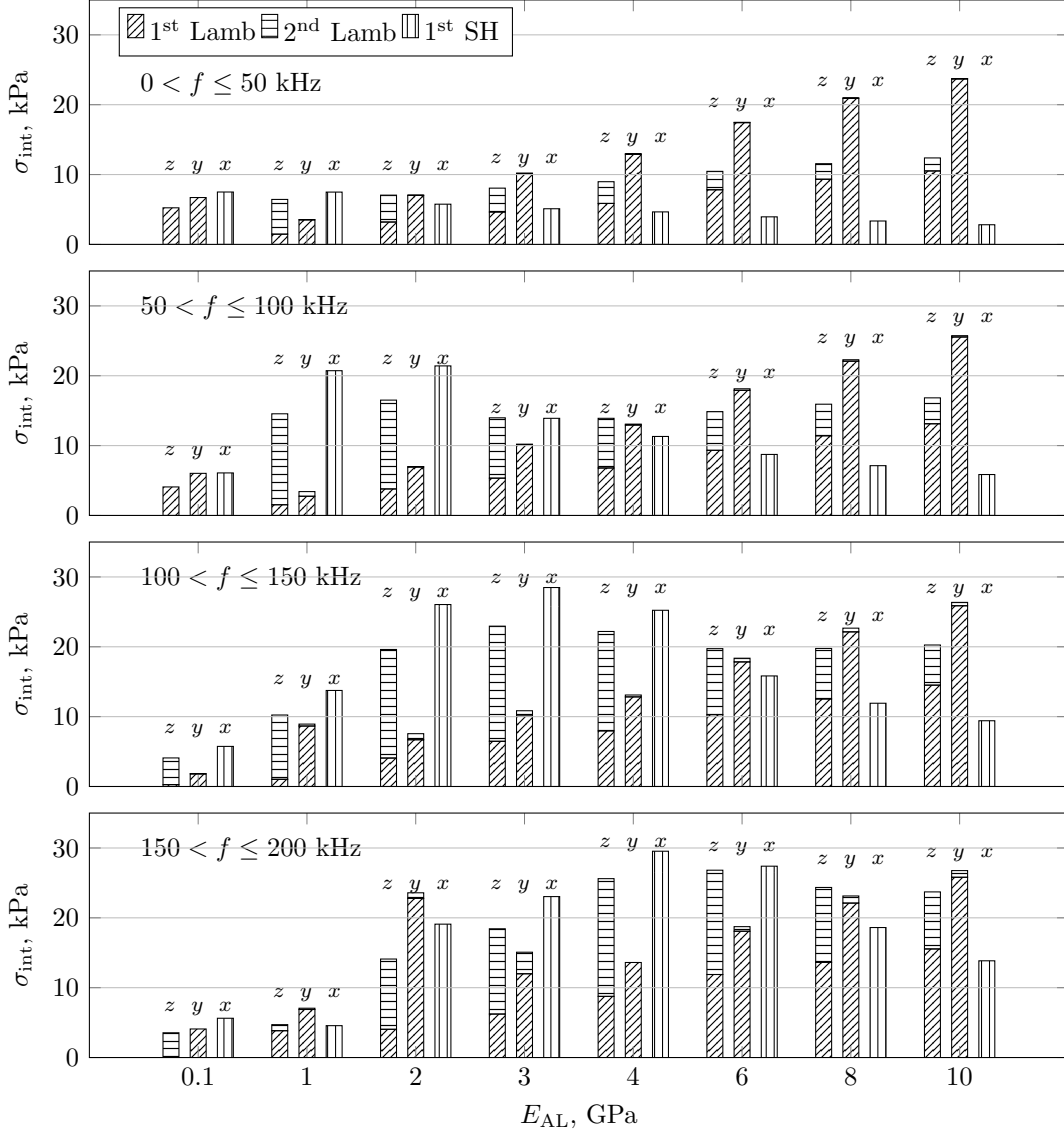 1st Lamb 2nd Lamb 1st SH
0 < f ≤ 50 kHz
σint, kPa
30
20
10
0
z y x z y x z y x z y x z y x z y x z y x z y x
50 < f ≤ 100 kHz
σint, kPa
30
20
10
0
z y x z y x z y x z y x z y x z y x z y x z y x
100 < f ≤ 150 kHz
σint, kPa
30
20
10
0
z y x z y x z y x z y x z y x z y x z y x z y x
150 < f ≤ 200 kHz
σint, kPa
30
20
10
0
z y x z y x z y x z y x z y x z y x z y x z y x
0.1 1 2 3 4 6 8 10
EAL, GPa